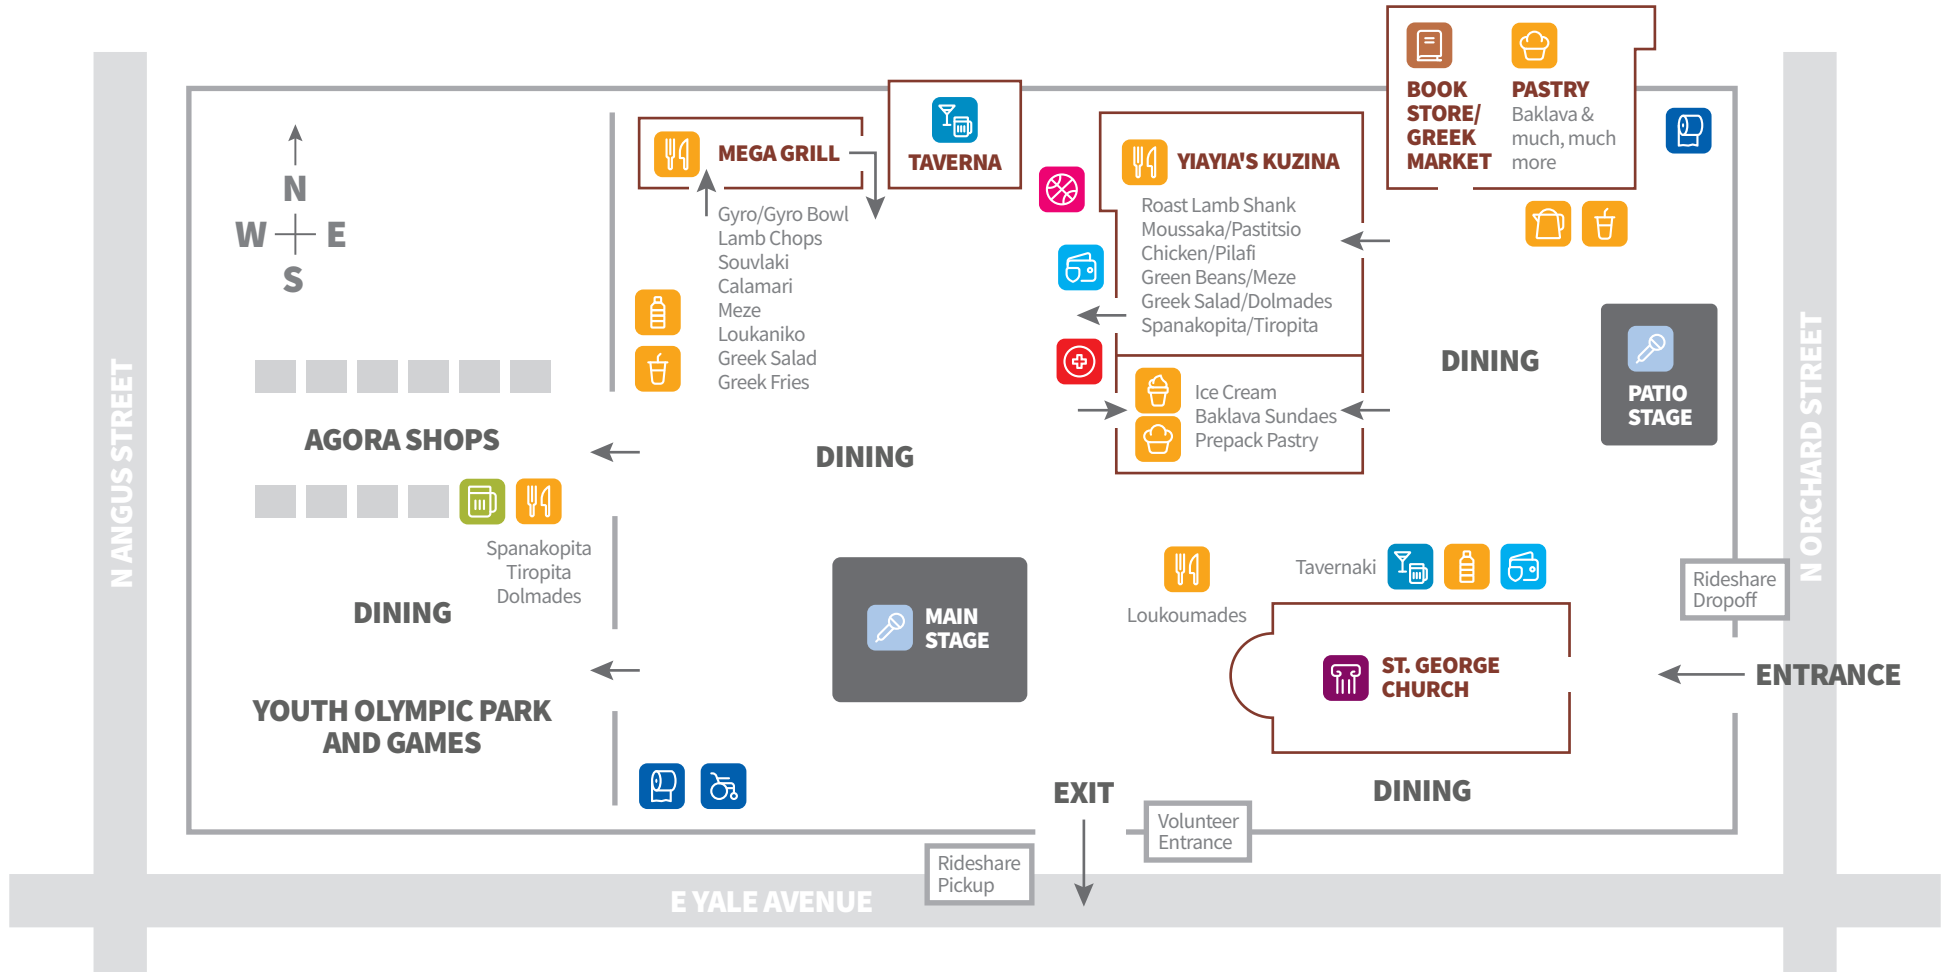 N
W
E
S
MEGA GRILL
Gyro/Gyro Bowl
Lamb Chops
Souvlaki
Calamari
Meze
Loukaniko
Greek Salad
Greek Fries
TAVERNA
YIAYIA'S KUZINA
Roast Lamb Shank
Moussaka/Pastitsio
Chicken/Pilafi
Green Beans/Meze
Greek Salad/Dolmades
Spanakopita/Tiropita
Ice Cream
Baklava Sundaes
Prepack Pastry
BOOK
STORE/
GREEK
MARKET
PASTRY
Baklava &
much, much
more
DINING
PATIO
STAGE
N ANGUS STREET
AGORA SHOPS
DINING
Spanakopita
Tiropita
Dolmades
DINING
YOUTH OLYMPIC PARK
AND GAMES
MAIN
STAGE
Loukoumades
Tavernaki
ST. GEORGE
CHURCH
N ORCHARD STREET
Rideshare
Dropoff
ENTRANCE
DINING
EXIT
Volunteer
Entrance
Rideshare
Pickup
E YALE AVENUE